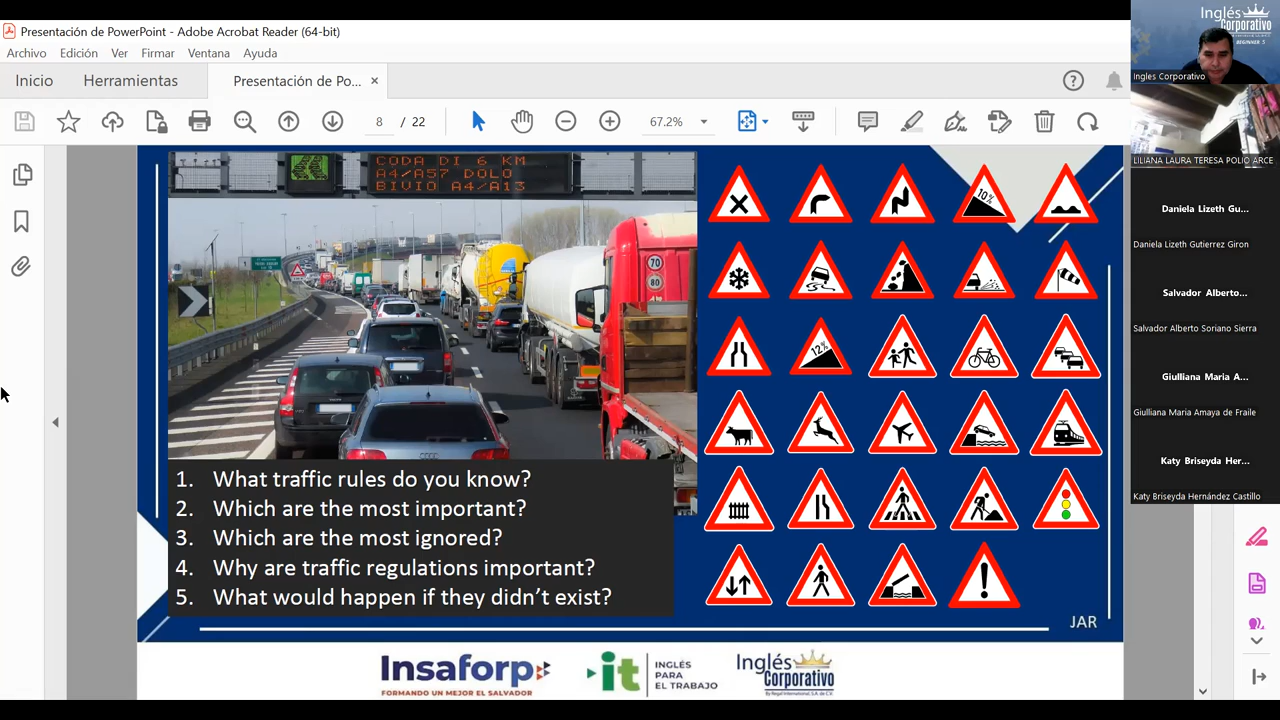 Presentación de PowerPoint - Adobe Acrobat Reader (64-bit)
Archivo Edición Ver Firmar Ventana Ayuda
Inicio Herramientas Presentación de Po... ×
8 / 22 67.2%
CODA DI 6 KM
A4/A57 DOLO
BIVIO A4/A13
70
80
10%
12%
1. What traffic rules do you know?
2. Which are the most important?
3. Which are the most ignored?
4. Why are traffic regulations important?
5. What would happen if they didn't exist?
JAR
Insaforp
FORMANDO UN MEJOR EL SALVADOR
it INGLÉS
PARA
EL TRABAJO
Inglés
Corporativo
By Regal International, S.A. de C.V.
Inglés
Corporativo
BEGINNER 5
Ingles Corporativo
LILIANA LAURA TERESA POLIO ARCE
Daniela Lizeth Gu...
Daniela Lizeth Gutierrez Giron
Salvador Alberto...
Salvador Alberto Soriano Sierra
Giulliana Maria A...
Giulliana Maria Amaya de Fraile
Katy Briseyda Her...
Katy Briseyda Hernández Castillo